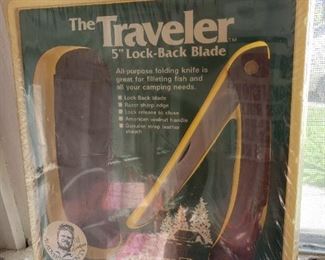 The Traveler
5" Lock-Back Blade
All-purpose folding knife is
great for filleting fish and
all your camping needs.
Lock Back blade
Razor sharp edge
Lock release to close
American walnut handle
Genuine strap leather
sheath